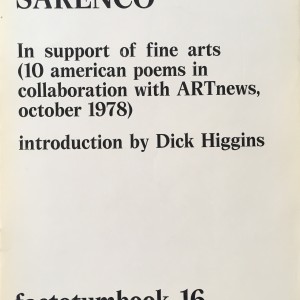 SARENCO
In support of fine arts
(10 american poems in
collaboration with ARTnews,
october 1978)
introduction by Dick Higgins
factotumbook 16